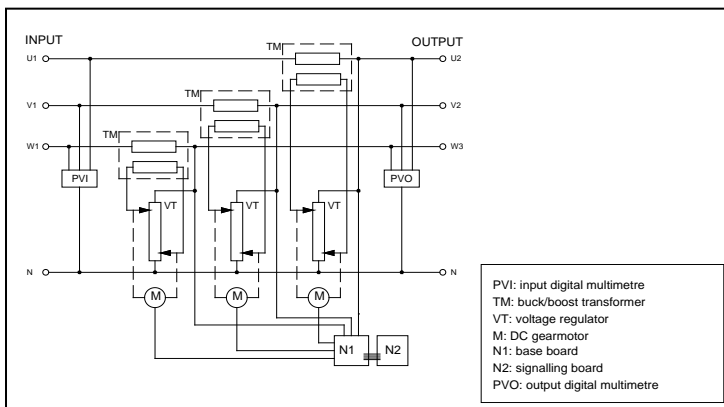 INPUT
OUTPUT
TM
U1
U2
TM
V1
V2
TM
W1
W3
PVI
PVO
VT
VT
VT
N
N
M
M
M
N1
N2
PVI: input digital multimetre
TM: buck/boost transformer
VT: voltage regulator
M: DC gearmotor
N1: base board
N2: signalling board
PVO: output digital multimetre